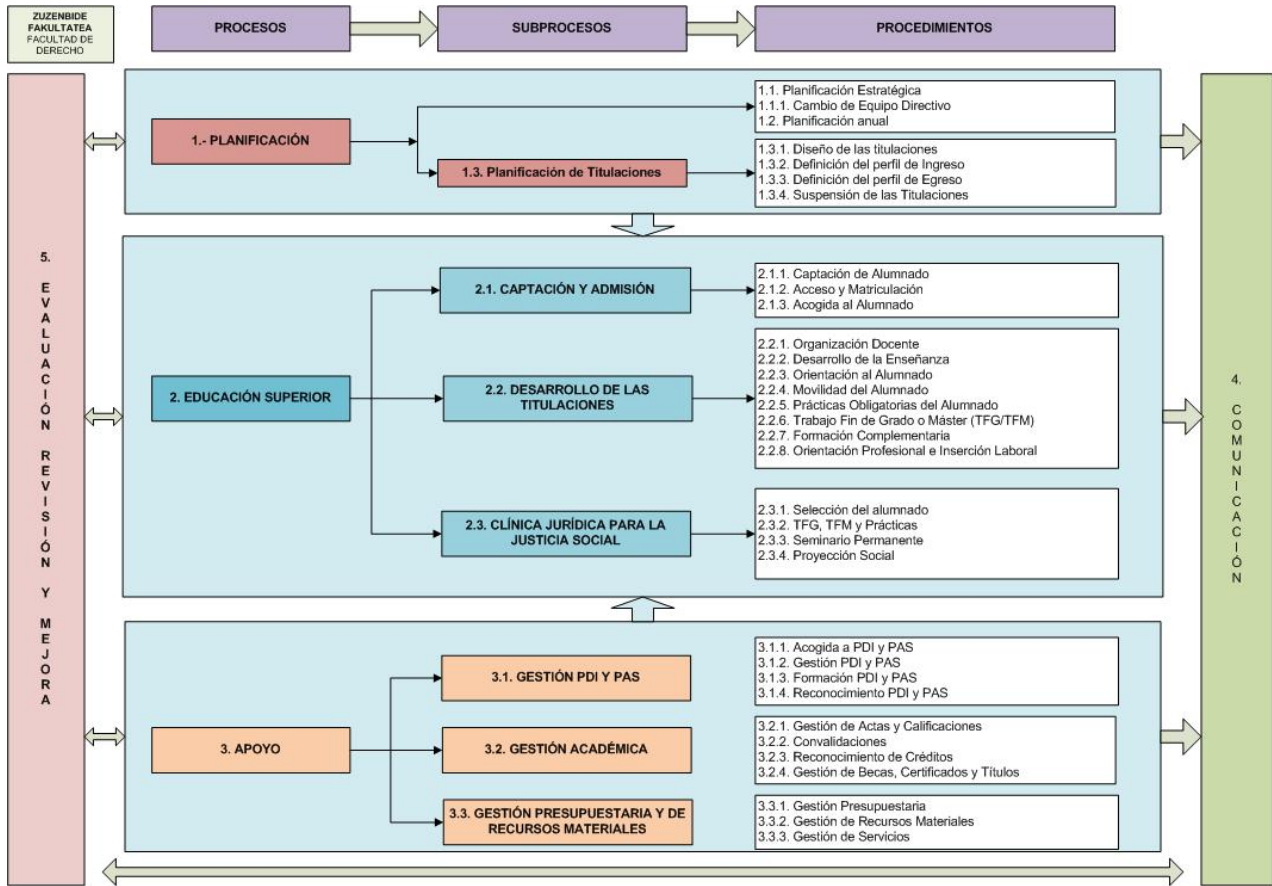 ZUZENBIDE
FAKULTATEA
FACULTAD DE
DERECHO
PROCESOS
SUBPROCESOS
PROCEDIMIENTOS
5.
EVALUACIÓN
REVISIÓN
Y
MEJORA
1.- PLANIFICACIÓN
1.1. Planificación Estratégica
1.1.1. Cambio de Equipo Directivo
1.2. Planificación anual
1.3. Planificación de Titulaciones
1.3.1. Diseño de las titulaciones
1.3.2. Definición del perfil de Ingreso
1.3.3. Definición del perfil de Egreso
1.3.4. Suspensión de las Titulaciones
2. EDUCACIÓN SUPERIOR
2.1. CAPTACIÓN Y ADMISIÓN
2.1.1. Captación de Alumnado
2.1.2. Acceso y Matriculación
2.1.3. Acogida al Alumnado
2.2. DESARROLLO DE LAS
TITULACIONES
2.2.1. Organización Docente
2.2.2. Desarrollo de la Enseñanza
2.2.3. Orientación al Alumnado
2.2.4. Movilidad del Alumnado
2.2.5. Prácticas Obligatorias del Alumnado
2.2.6. Trabajo Fin de Grado o Máster (TFG/TFM)
2.2.7. Formación Complementaria
2.2.8. Orientación Profesional e Inserción Laboral
2.3. CLÍNICA JURÍDICA PARA LA
JUSTICIA SOCIAL
2.3.1. Selección del alumnado
2.3.2. TFG, TFM y Prácticas
2.3.3. Seminario Permanente
2.3.4. Proyección Social
3. APOYO
3.1. GESTIÓN PDI Y PAS
3.1.1. Acogida a PDI y PAS
3.1.2. Gestión PDI y PAS
3.1.3. Formación PDI y PAS
3.1.4. Reconocimiento PDI y PAS
3.2. GESTIÓN ACADÉMICA
3.2.1. Gestión de Actas y Calificaciones
3.2.2. Convalidaciones
3.2.3. Reconocimiento de Créditos
3.2.4. Gestión de Becas, Certificados y Títulos
3.3. GESTIÓN PRESUPUESTARIA Y DE
RECURSOS MATERIALES
3.3.1. Gestión Presupuestaria
3.3.2. Gestión de Recursos Materiales
3.3.3. Gestión de Servicios
4.
COMUNICACIÓN